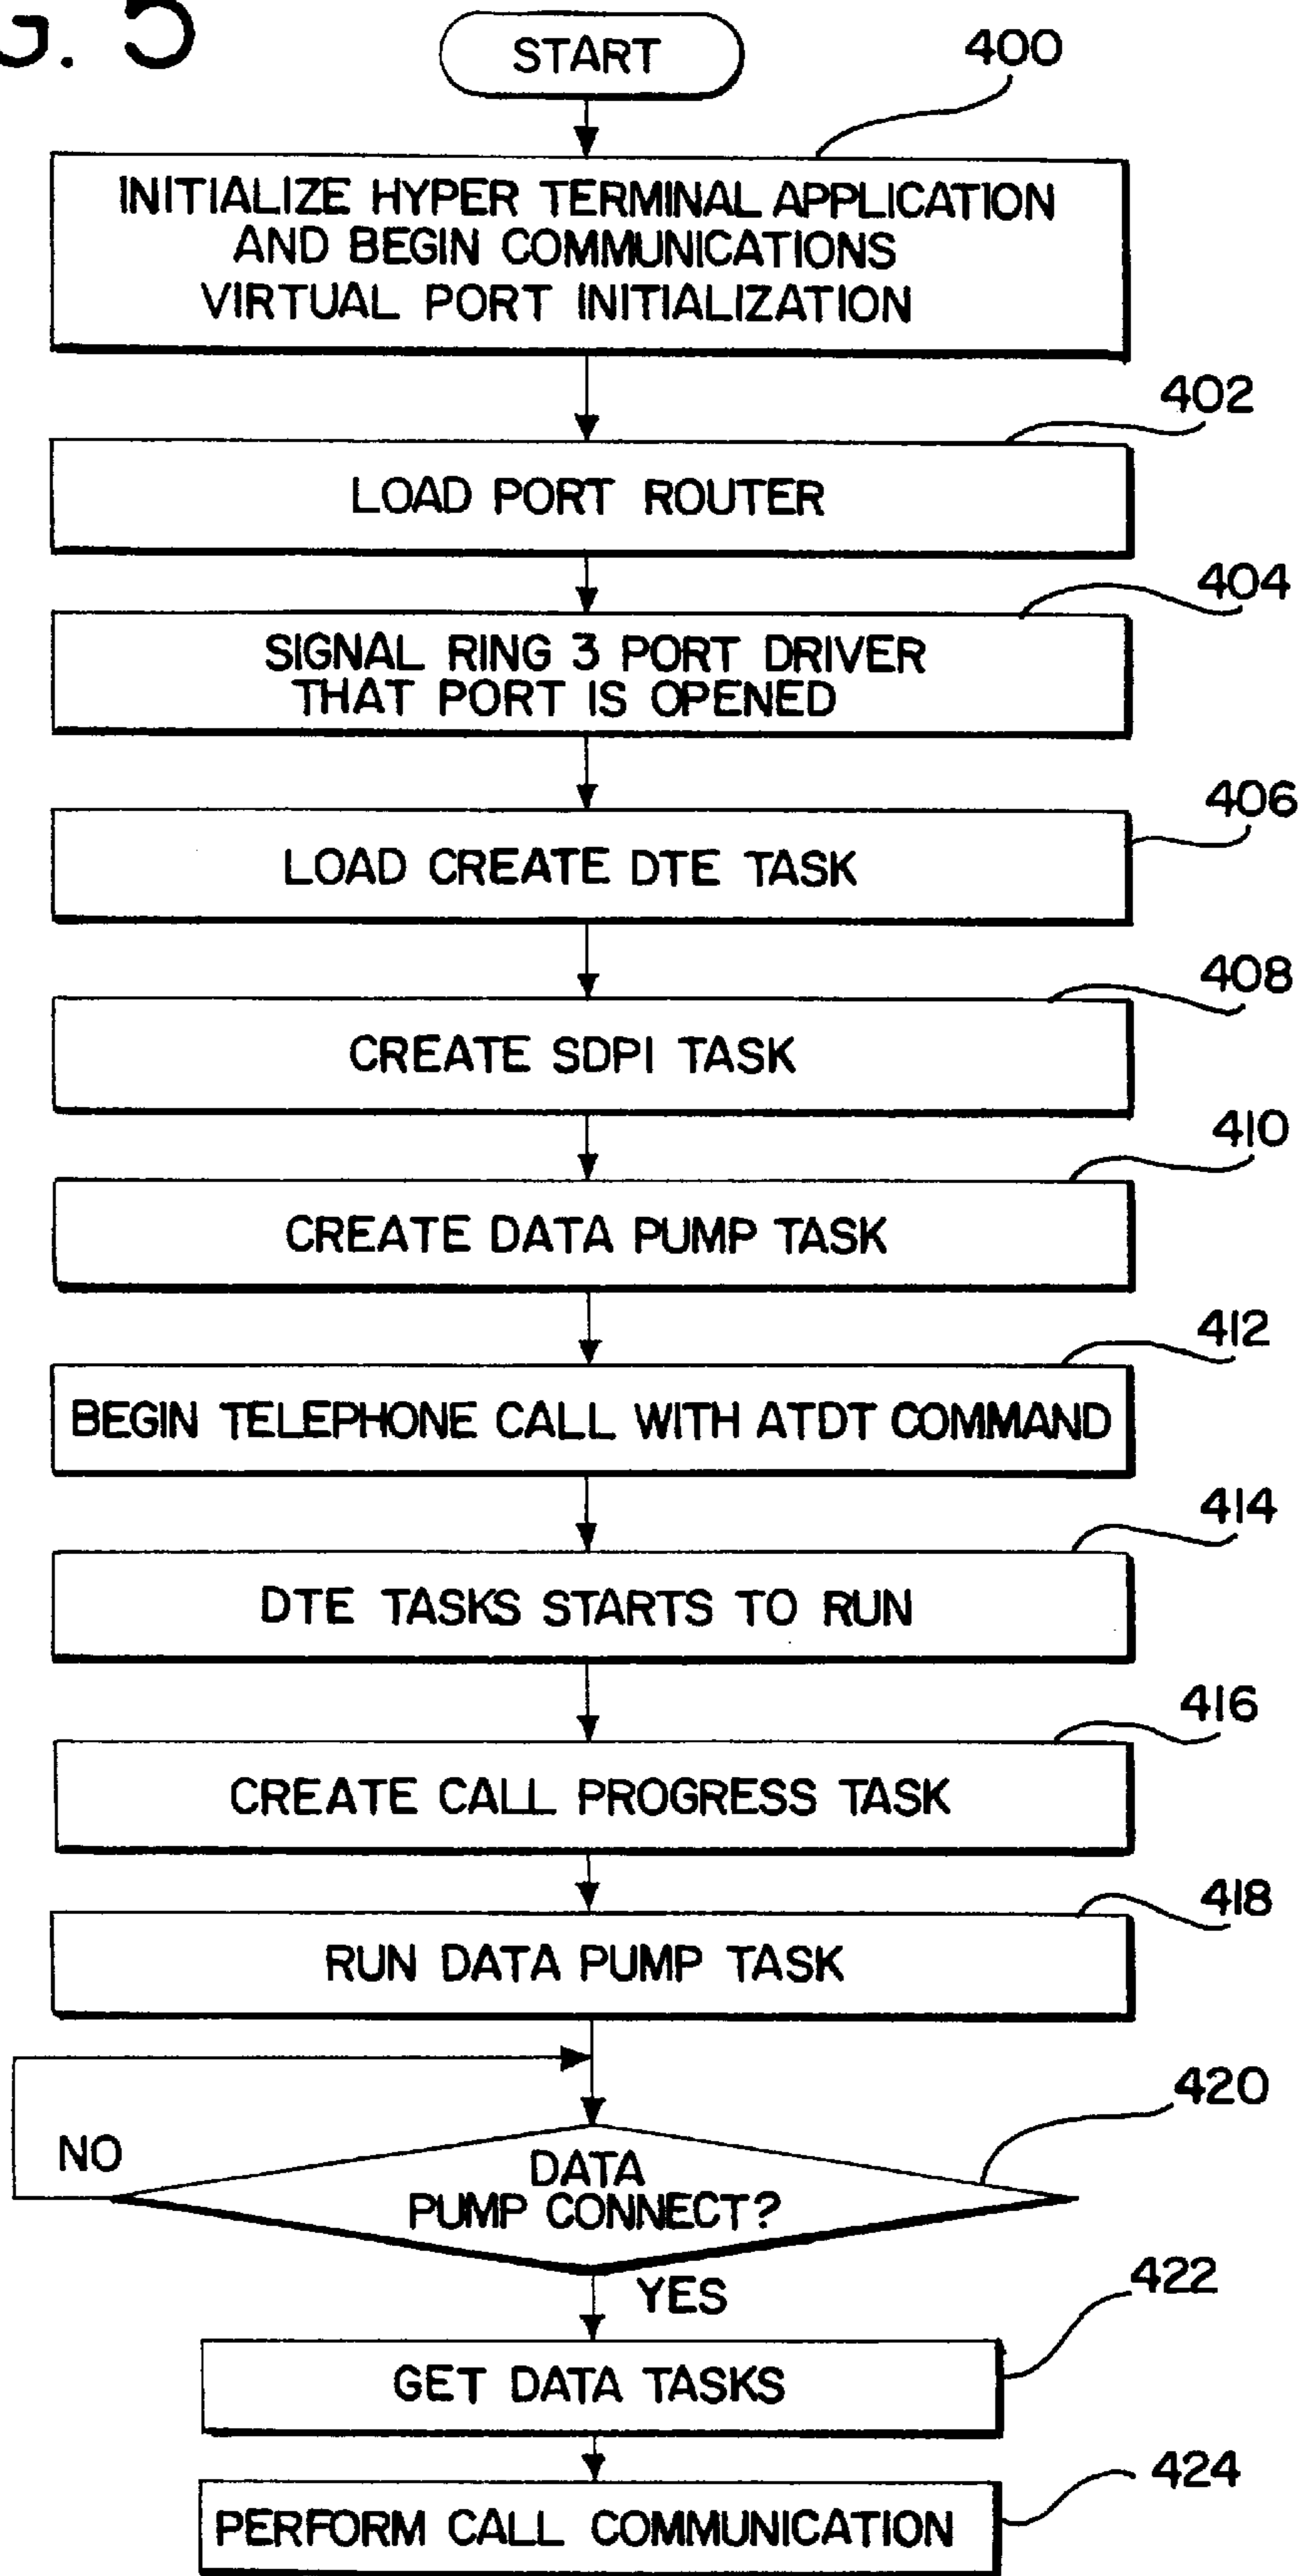 G. 5
START
400
INITIALIZE HYPER TERMINAL APPLICATION
AND BEGIN COMMUNICATIONS
VIRTUAL PORT INITIALIZATION
402
LOAD PORT ROUTER
404
SIGNAL RING 3 PORT DRIVER
THAT PORT IS OPENED
406
LOAD CREATE DTE TASK
408
CREATE SDPI TASK
410
CREATE DATA PUMP TASK
412
BEGIN TELEPHONE CALL WITH ATDT COMMAND
414
DTE TASKS STARTS TO RUN
416
CREATE CALL PROGRESS TASK
418
RUN DATA PUMP TASK
420
NO
DATA
PUMP CONNECT?
YES
422
GET DATA TASKS
424
PERFORM CALL COMMUNICATION